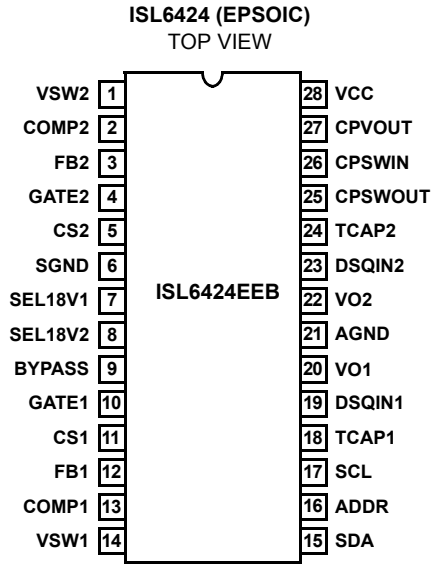 ISL6424 (EPSOIC)
TOP VIEW
VSW2 1 28 VCC
COMP2 2 27 CPVOUT
FB2 3 26 CPSWIN
GATE2 4 25 CPSWOUT
CS2 5 24 TCAP2
SGND 6 23 DSQIN2
SEL18V1 7 ISL6424EEB 22 VO2
SEL18V2 8 21 AGND
BYPASS 9 20 VO1
GATE1 10 19 DSQIN1
CS1 11 18 TCAP1
FB1 12 17 SCL
COMP1 13 16 ADDR
VSW1 14 15 SDA